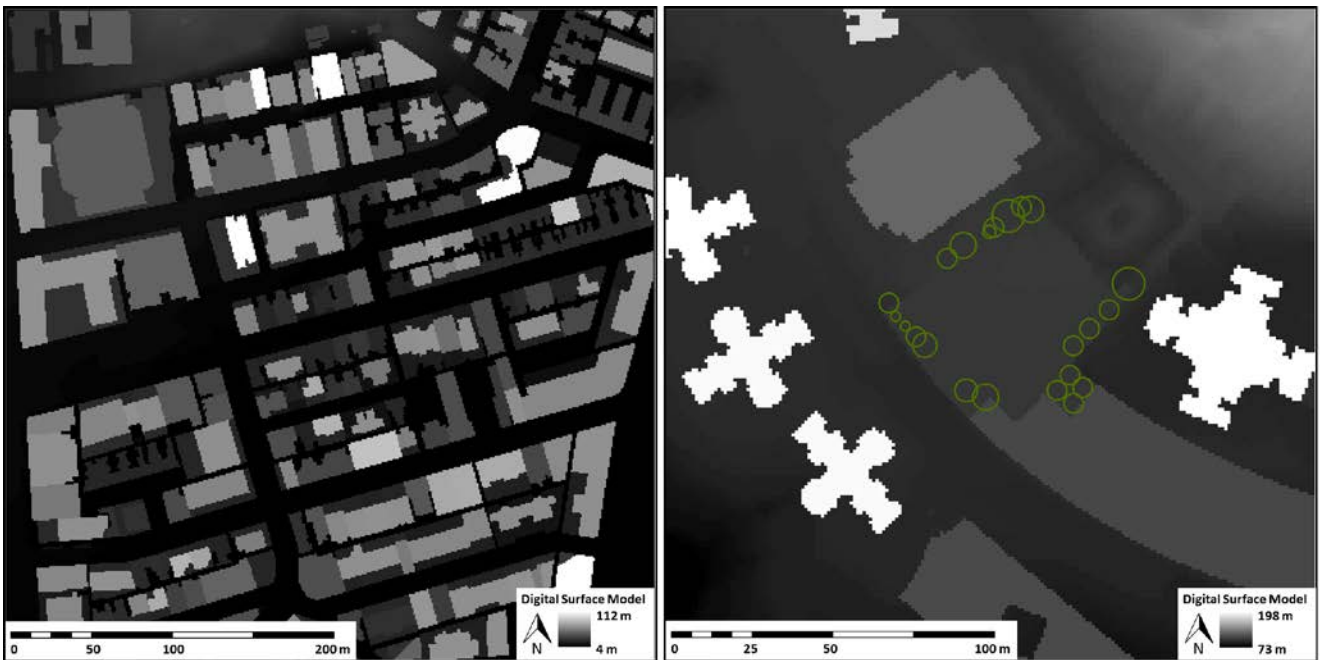 Digital Surface Model
112 m
4 m
N
0 50 100 200 m
Digital Surface Model
198 m
73 m
N
0 25 50 100 m